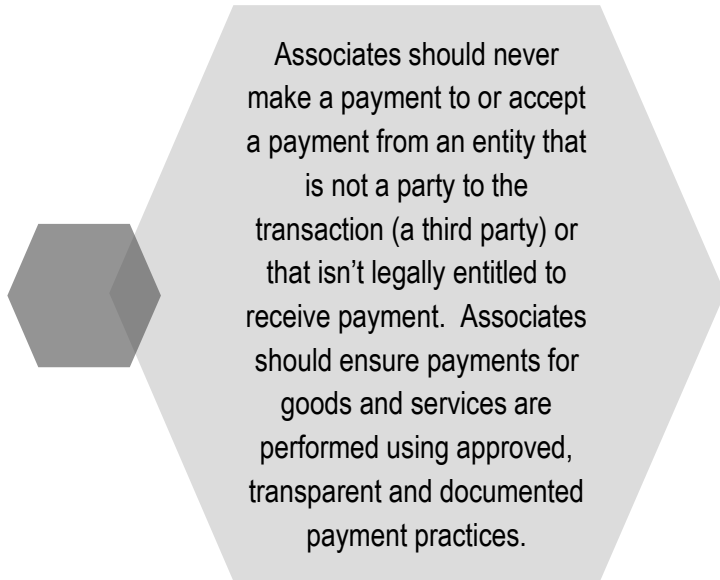 Associates should never
make a payment to or accept
a payment from an entity that
is not a party to the
transaction (a third party) or
that isn’t legally entitled to
receive payment.  Associates
should ensure payments for
goods and services are
performed using approved,
transparent and documented
payment practices.